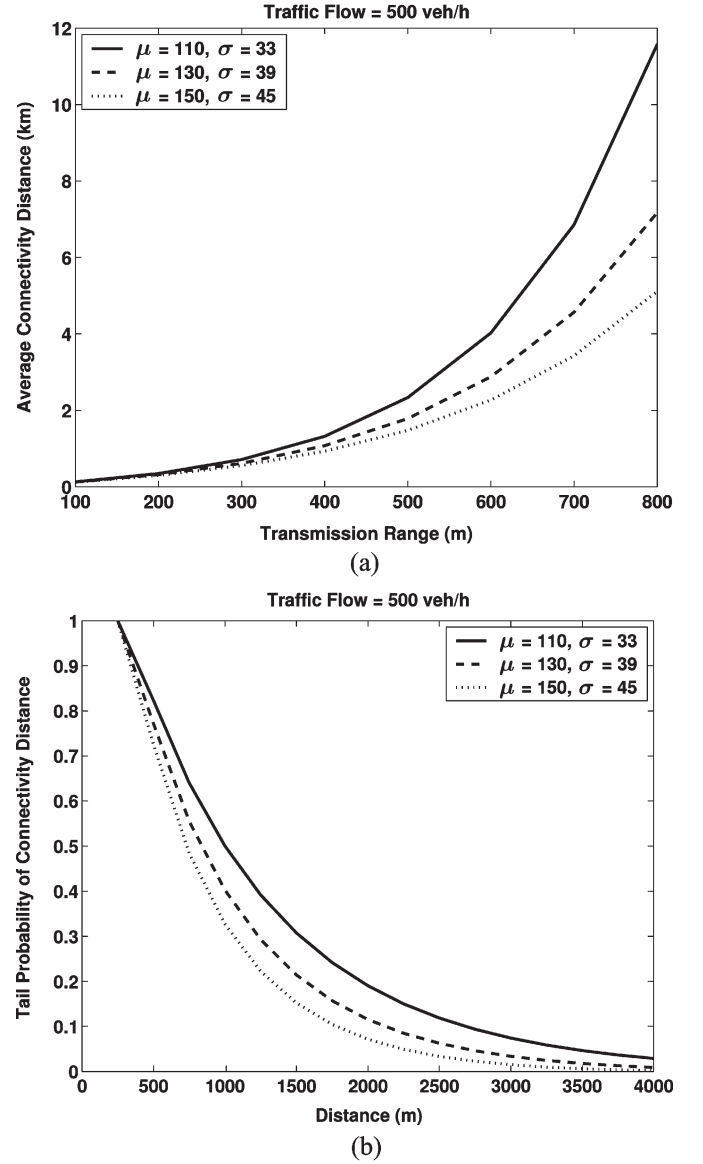 Traffic Flow = 500 veh/h
12
μ = 110, σ = 33
μ = 130, σ = 39
μ = 150, σ = 45
10
8
6
4
2
0
Average Connectivity Distance (km)
100 200 300 400 500 600 700 800
Transmission Range (m)
(a)
Traffic Flow = 500 veh/h
1
μ = 110, σ = 33
μ = 130, σ = 39
μ = 150, σ = 45
0.9
0.8
0.7
0.6
0.5
0.4
0.3
0.2
0.1
0
Tail Probability of Connectivity Distance
0 500 1000 1500 2000 2500 3000 3500 4000
Distance (m)
(b)